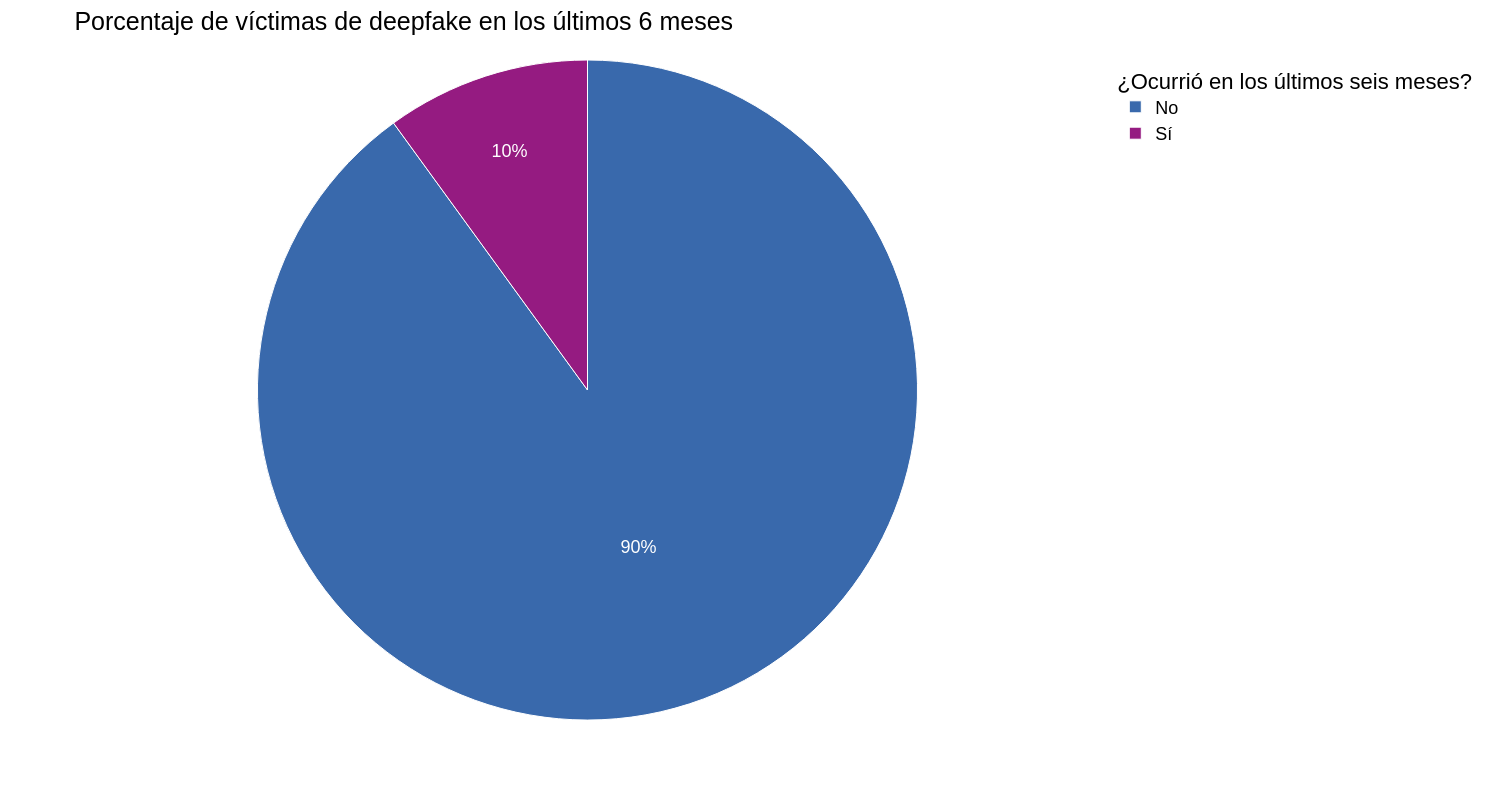 Porcentaje de víctimas de deepfake en los últimos 6 meses
¿Ocurrió en los últimos seis meses?
No
Sí
10%
90%